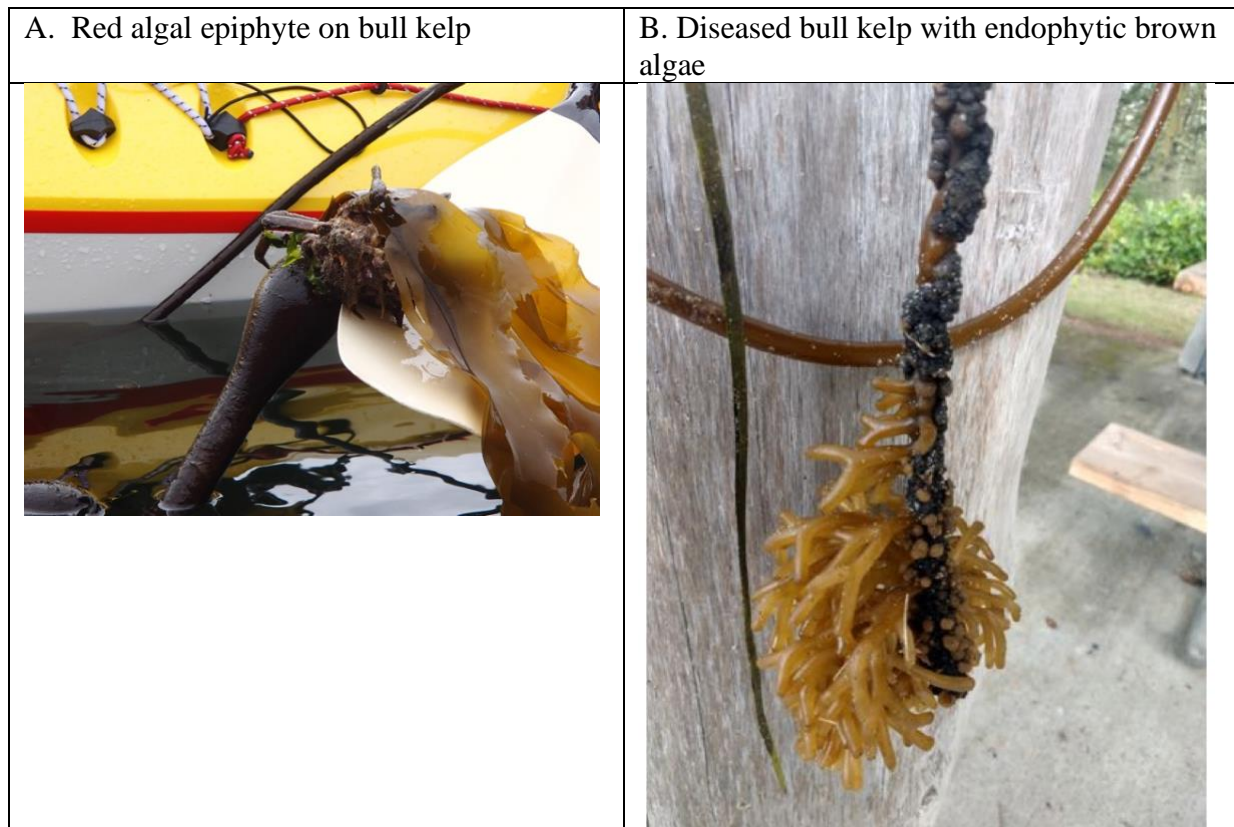 A. Red algal epiphyte on bull kelp
B. Diseased bull kelp with endophytic brown
algae